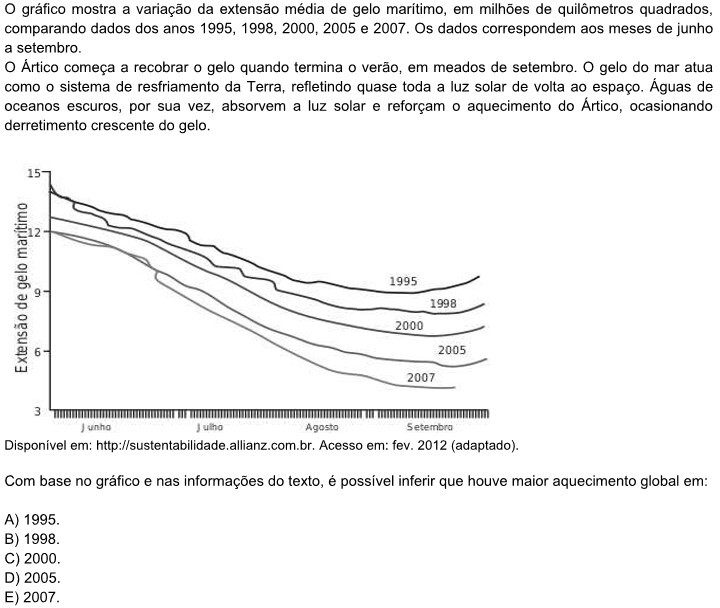 O gráfico mostra a variação da extensão média de gelo marítimo, em milhões de quilômetros quadrados,
comparando dados dos anos 1995, 1998, 2000, 2005 e 2007. Os dados correspondem aos meses de junho
a setembro.
O Ártico começa a recobrar o gelo quando termina o verão, em meados de setembro. O gelo do mar atua
como o sistema de resfriamento da Terra, refletindo quase toda a luz solar de volta ao espaço. Águas de
oceanos escuros, por sua vez, absorvem a luz solar e reforçam o aquecimento do Ártico, ocasionando
derretimento crescente do gelo.
Extensão de gelo marítimo
15
12
9
6
3
1995
1998
2000
2005
2007
Junho Julho Agosto Setembro
Disponível em: http://sustentabilidade.allianz.com.br. Acesso em: fev. 2012 (adaptado).
Com base no gráfico e nas informações do texto, é possível inferir que houve maior aquecimento global em:
A) 1995.
B) 1998.
C) 2000.
D) 2005.
E) 2007.